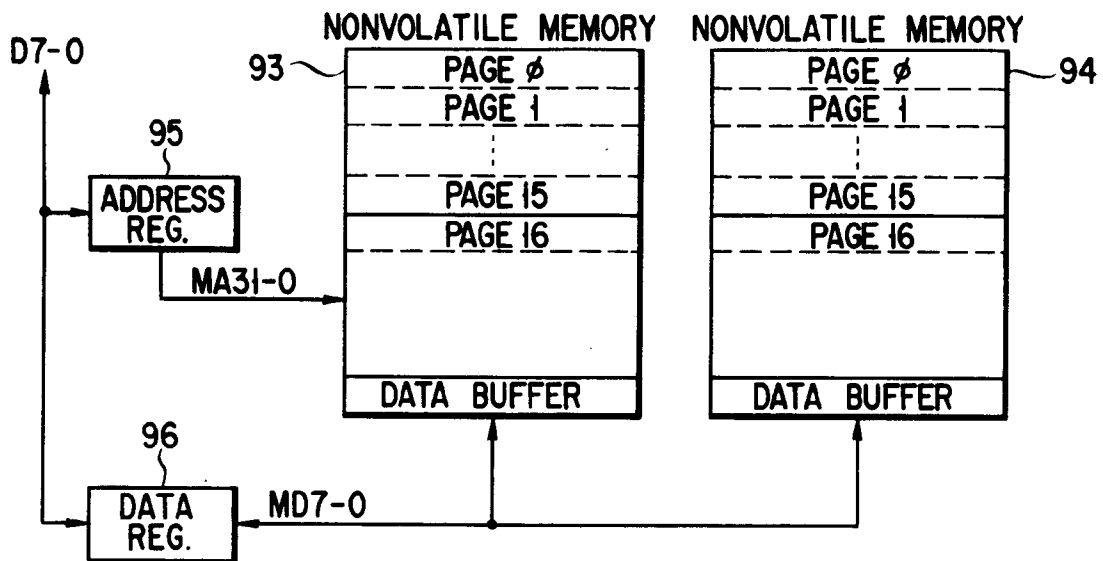 NONVOLATILE MEMORY
NONVOLATILE MEMORY
D7-0
93
PAGE ø
PAGE 1
PAGE 15
PAGE 16
DATA BUFFER
PAGE ø
PAGE 1
PAGE 15
PAGE 16
DATA BUFFER
94
95
ADDRESS
REG.
MA31-0
96
DATA
REG.
MD7-0